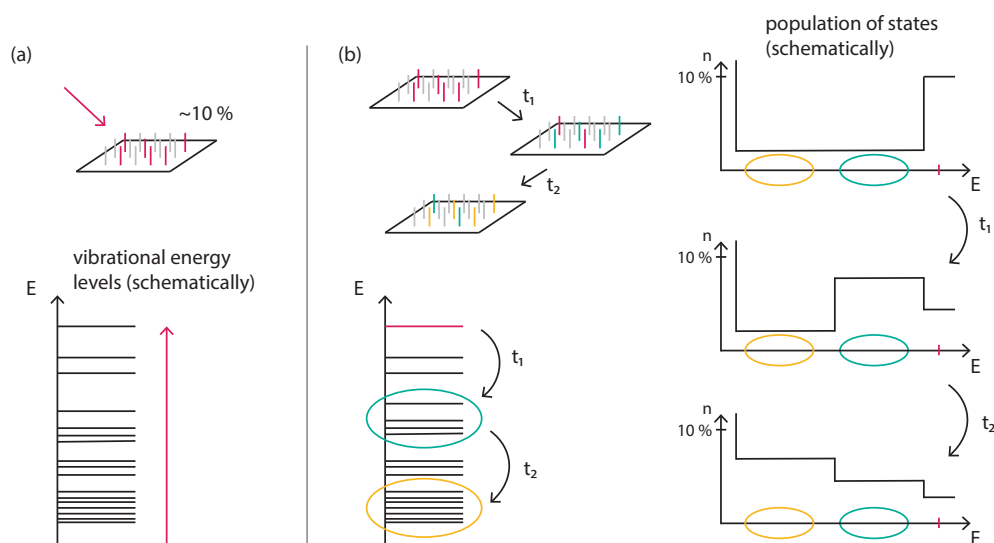 (a)
~10 %
vibrational energy
levels (schematically)
E
(b)
t₁
t₂
E
t₁
t₂
population of states
(schematically)
n
10 %
E
t₁
n
10 %
E
t₂
n
10 %
E